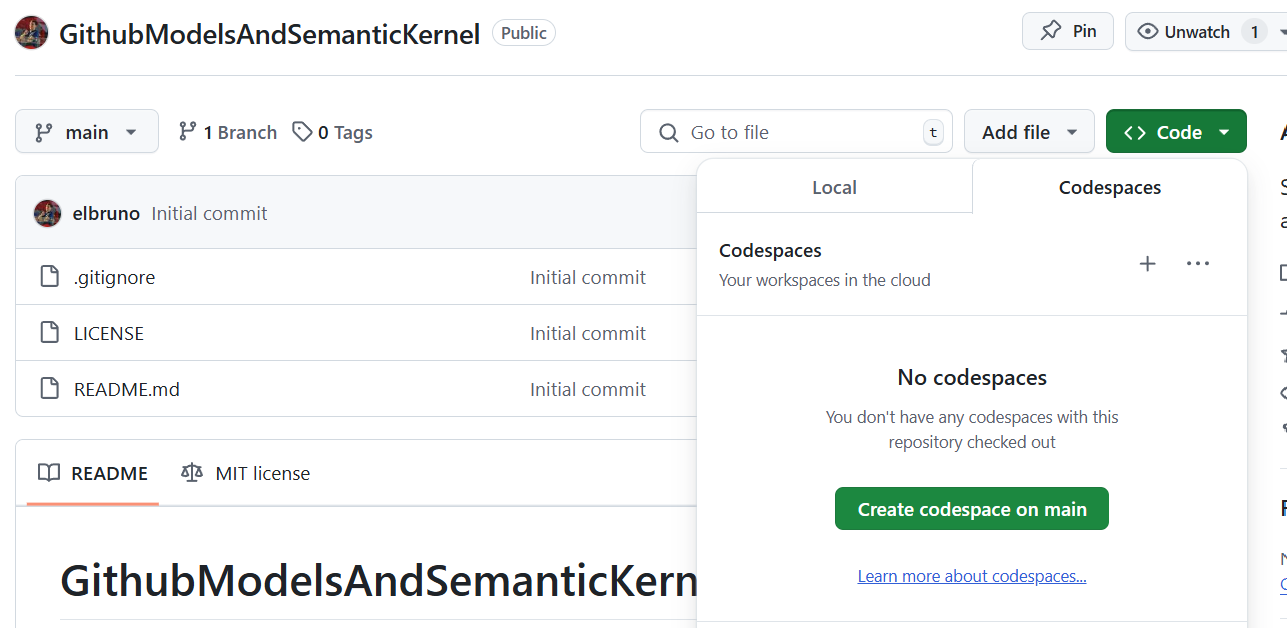 GithubModelsAndSemanticKernel Public Pin Unwatch 1
main 1 Branch 0 Tags Go to file t Add file <> Code
Local Codespaces
elbruno Initial commit
Codespaces
Your workspaces in the cloud
.gitignore Initial commit
LICENSE Initial commit
README.md Initial commit
No codespaces
You don't have any codespaces with this
repository checked out
README MIT license
Create codespace on main
GithubModelsAndSemanticKern
Learn more about codespaces...